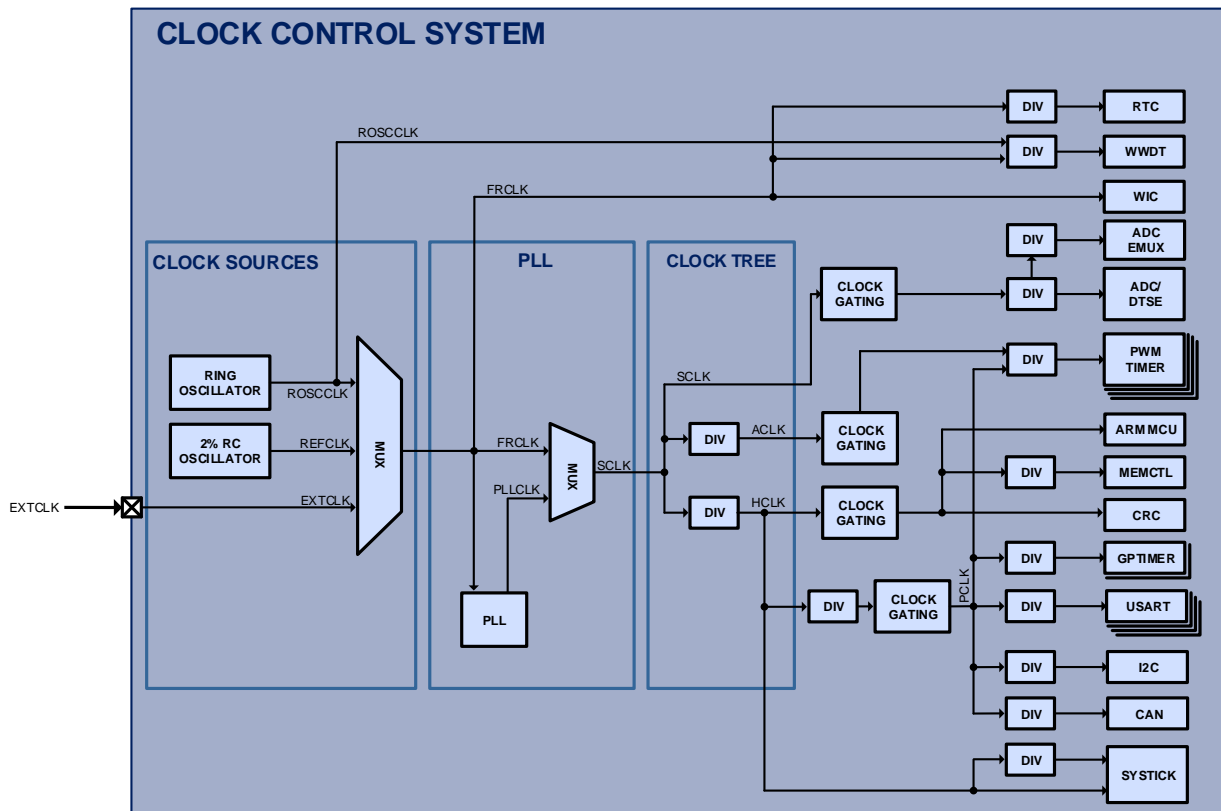 CLOCK CONTROL SYSTEM
DIV
RTC
ROSCCLK
DIV
WWDT
FRCLK
WIC
CLOCK SOURCES
PLL
CLOCK TREE
DIV
ADC
EMUX
CLOCK
GATING
DIV
ADC/
DTSE
RING
OSCILLATOR
ROSCCLK
SCLK
DIV
PWM
TIMER
2% RC
OSCILLATOR
REFCLK
MUX
FRCLK
MUX
SCLK
DIV
ACLK
CLOCK
GATING
ARM MCU
DIV
MEMCTL
EXTCLK
EXTCLK
PLLCLK
DIV
HCLK
CLOCK
GATING
CRC
DIV
GPTIMER
PLL
DIV
CLOCK
GATING
PCLK
DIV
USART
DIV
I2C
DIV
CAN
DIV
SYSTICK